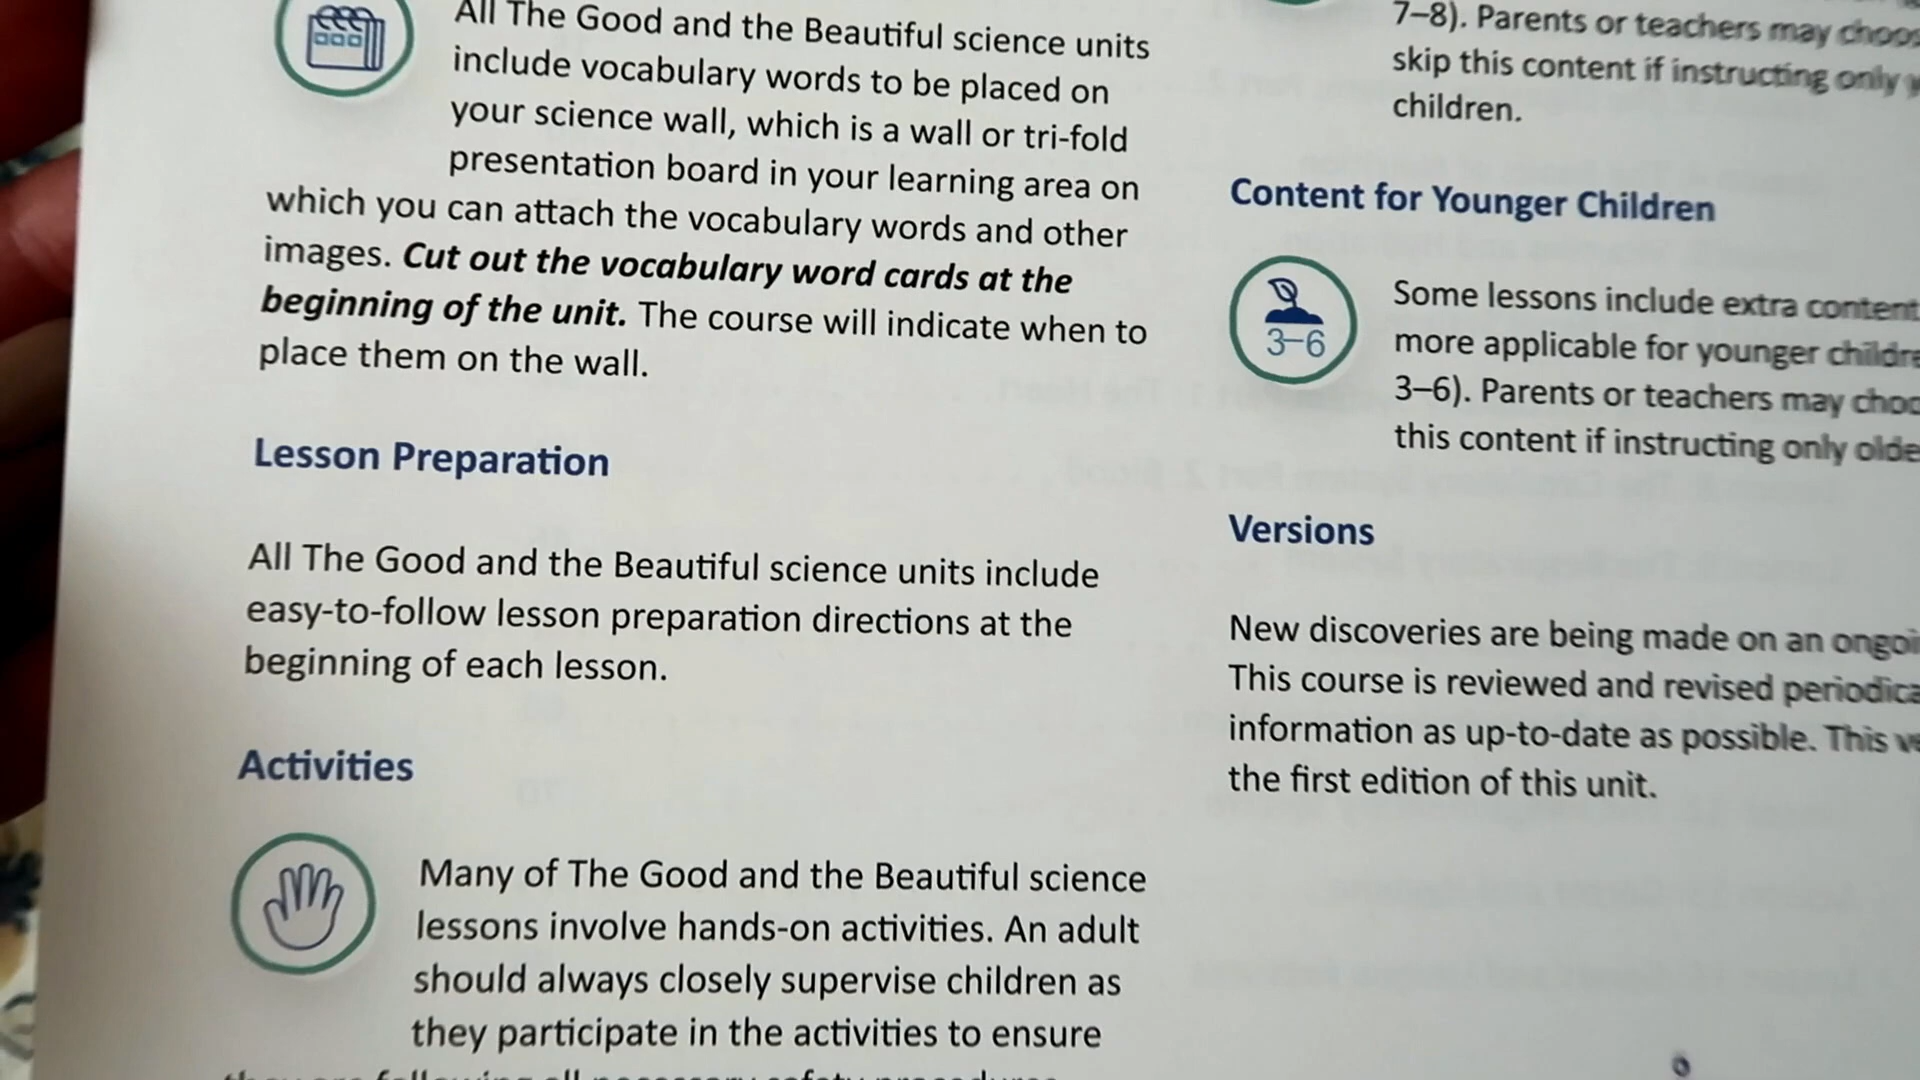 All The Good and the Beautiful science units
include vocabulary words to be placed on
your science wall, which is a wall or tri-fold
presentation board in your learning area on
which you can attach the vocabulary words and other
images. Cut out the vocabulary word cards at the
beginning of the unit. The course will indicate when to
place them on the wall.
Lesson Preparation
All The Good and the Beautiful science units include
easy-to-follow lesson preparation directions at the
beginning of each lesson.
Activities
Many of The Good and the Beautiful science
lessons involve hands-on activities. An adult
should always closely supervise children as
they participate in the activities to ensure
they are following all necessary safety procedures.
7–8). Parents or teachers may
skip this content if instructing only
children.
Content for Younger Children
3–6
Some lessons include extra content
more applicable for younger
3–6). Parents or teachers may
this content if instructing only
Versions
New discoveries are being made on an
This course is reviewed and revised
information as up-to-date as possible. This
the first edition of this unit.